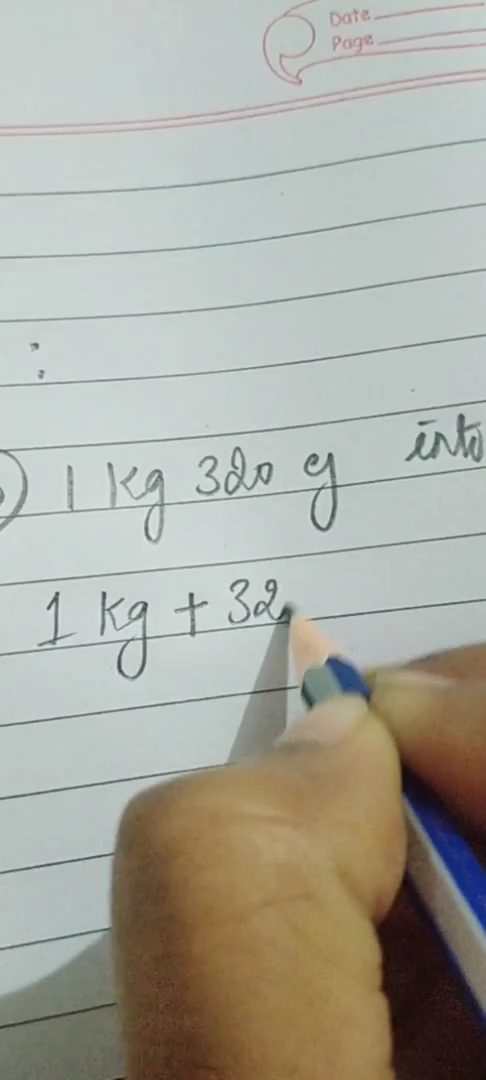 Date
Page
:
) 1 kg 320 g into
1 kg + 32